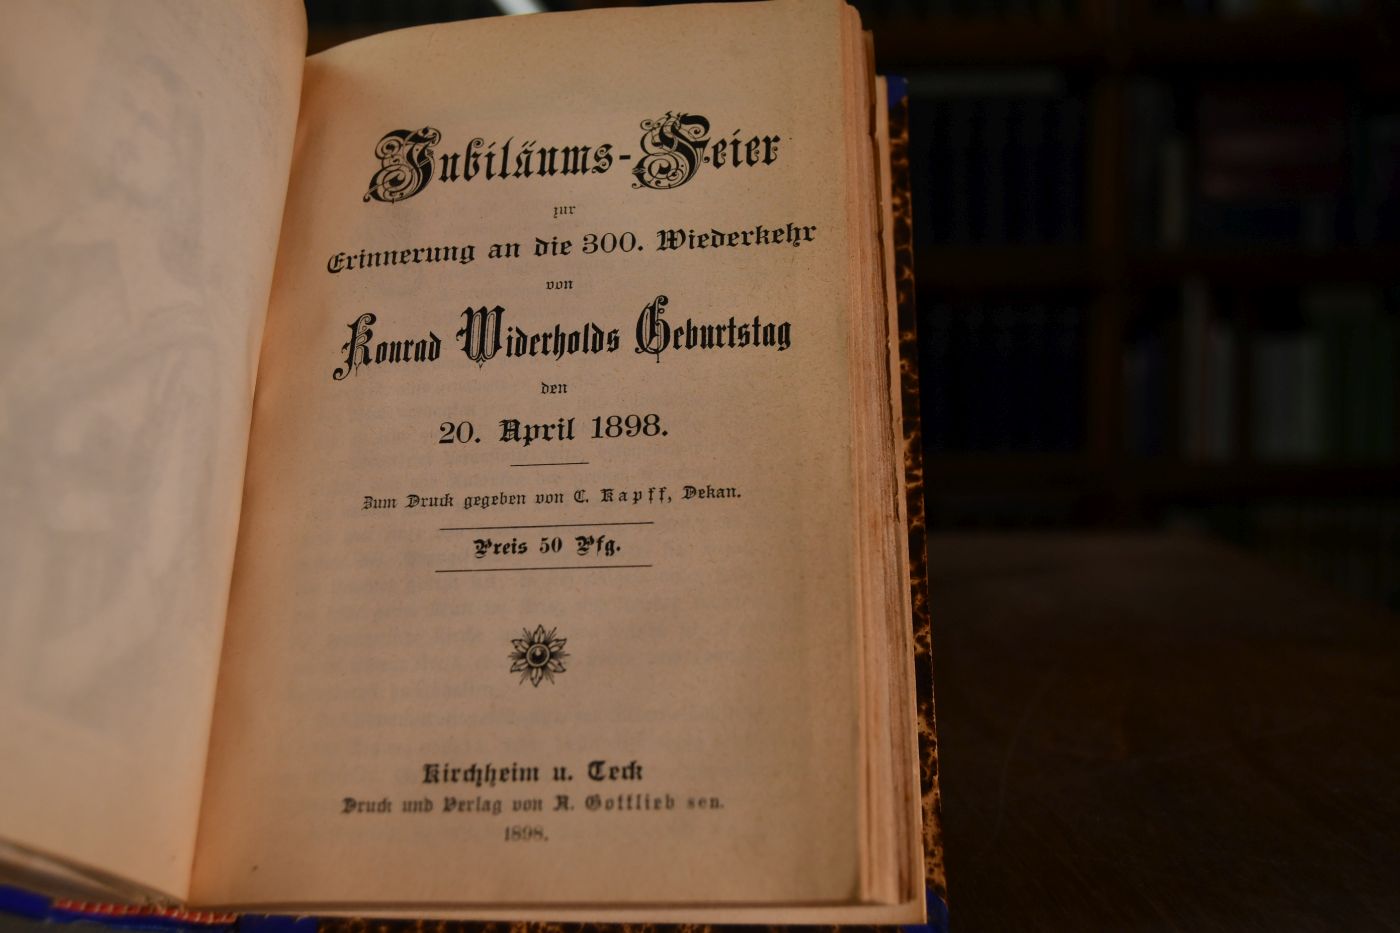 Jubiläums-Feier
zur
Erinnerung an die 300. Wiederkehr
von
Konrad Widerholds Geburtstag
den
20. April 1898.
Zum Druck gegeben von C. Kapff, Dekan.
Preis 50 Pfg.
Kirchheim u. Teck
Druck und Verlag von A. Gottlieb sen.
1898.